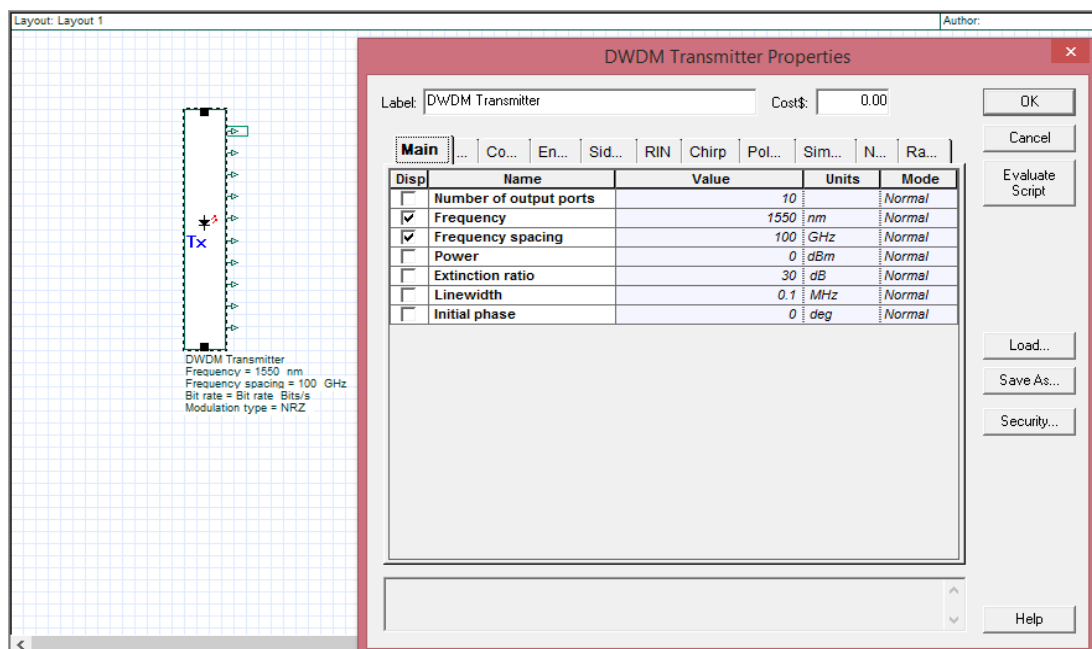 Layout: Layout 1
Author:
DWDM Transmitter Properties
Label: DWDM Transmitter Cost$: 0.00 OK
Main ... Co... En... Sid... RIN Chirp Pol... Sim... N... Ra... Cancel
Disp Name Value Units Mode Evaluate Script
Number of output ports 10 Normal
Frequency 1550 nm Normal
Frequency spacing 100 GHz Normal
Power 0 dBm Normal
Extinction ratio 30 dB Normal
Linewidth 0.1 MHz Normal
Initial phase 0 deg Normal
Tx
DWDM Transmitter
Frequency = 1550 nm
Frequency spacing = 100 GHz
Bit rate = Bit rate Bits/s
Modulation type = NRZ
Load...
Save As...
Security...
Help